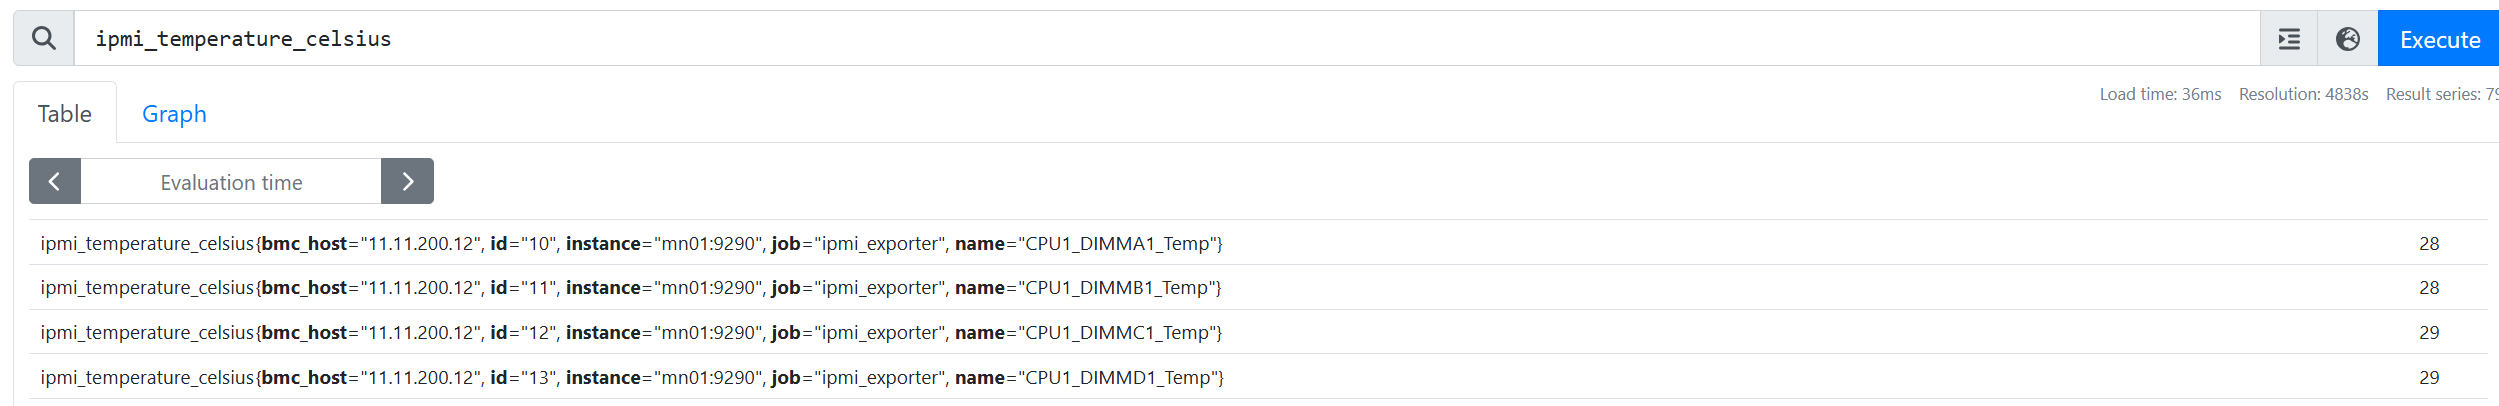 ipmi_temperature_celsius
Execute
Table Graph
Load time: 36ms Resolution: 4838s Result series: 79
Evaluation time
ipmi_temperature_celsius{bmc_host="11.11.200.12", id="10", instance="mn01:9290", job="ipmi_exporter", name="CPU1_DIMMA1_Temp"} 28
ipmi_temperature_celsius{bmc_host="11.11.200.12", id="11", instance="mn01:9290", job="ipmi_exporter", name="CPU1_DIMMB1_Temp"} 28
ipmi_temperature_celsius{bmc_host="11.11.200.12", id="12", instance="mn01:9290", job="ipmi_exporter", name="CPU1_DIMMC1_Temp"} 29
ipmi_temperature_celsius{bmc_host="11.11.200.12", id="13", instance="mn01:9290", job="ipmi_exporter", name="CPU1_DIMMD1_Temp"} 29